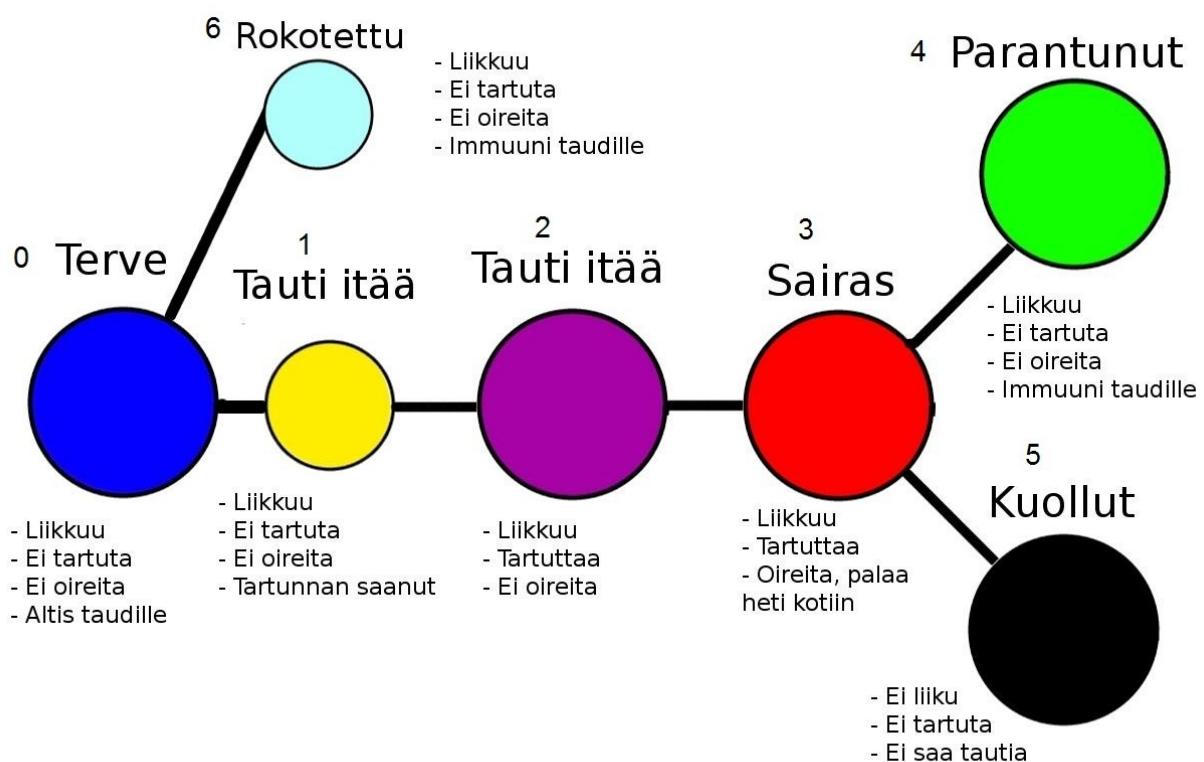 6 Rokotettu
- Liikkuu
- Ei tartuta
- Ei oireita
- Immuuni taudille
4 Parantunut
- Liikkuu
- Ei tartuta
- Ei oireita
- Immuuni taudille
0 Terve
- Liikkuu
- Ei tartuta
- Ei oireita
- Altis taudille
1
Tauti itää
- Liikkuu
- Ei tartuta
- Ei oireita
- Tartunnan saanut
2
Tauti itää
- Liikkuu
- Tartuttaa
- Ei oireita
3
Sairas
- Liikkuu
- Tartuttaa
- Oireita, palaa
heti kotiin
5
Kuollut
- Ei liiku
- Ei tartuta
- Ei saa tautia